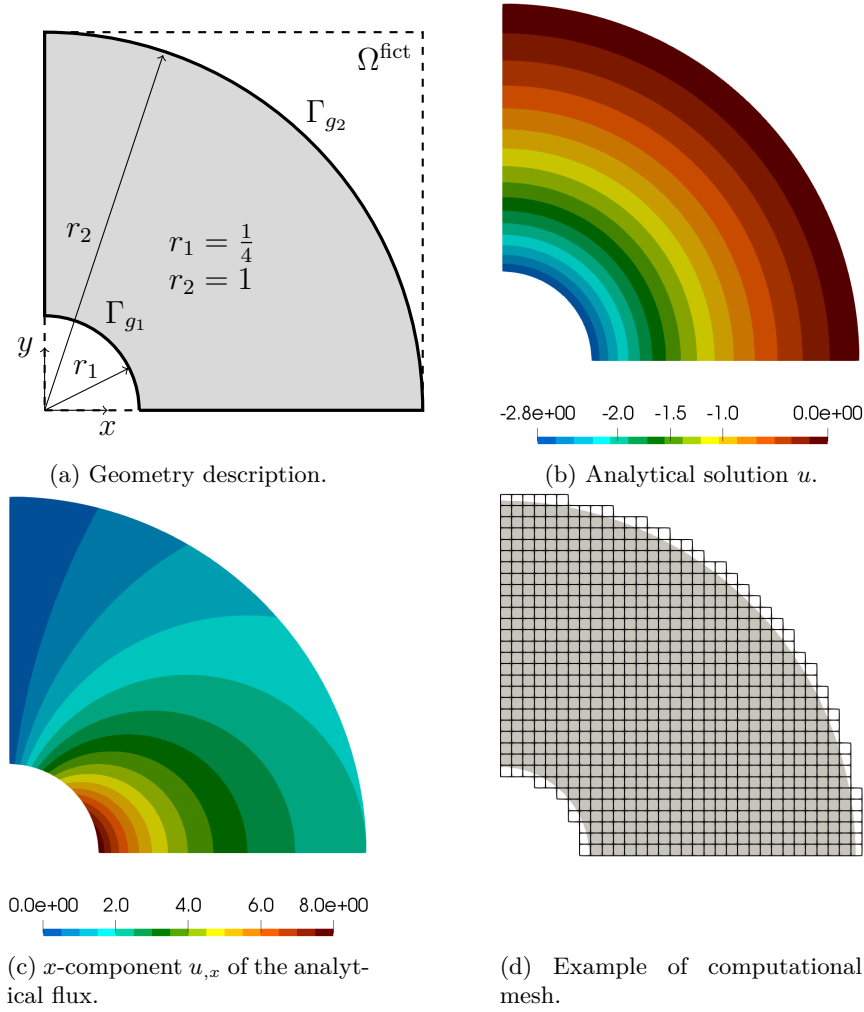 Ω^fict
Γ_{g_2}
r_2
r_1 = 1/4
r_2 = 1
Γ_{g_1}
y
r_1
x
(a) Geometry description.
-2.8e+00 -2.0 -1.5 -1.0 0.0e+00
(b) Analytical solution u.
0.0e+00 2.0 4.0 6.0 8.0e+00
(c) x-component u_{,x} of the analyt-
ical flux.
(d) Example of computational
mesh.